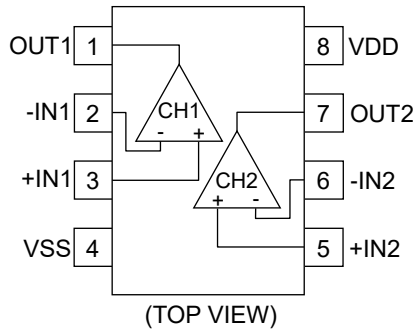 OUT1 1 8 VDD
CH1
-IN1 2 - + 7 OUT2
+IN1 3 CH2 6 -IN2
+ -
VSS 4 5 +IN2
(TOP VIEW)